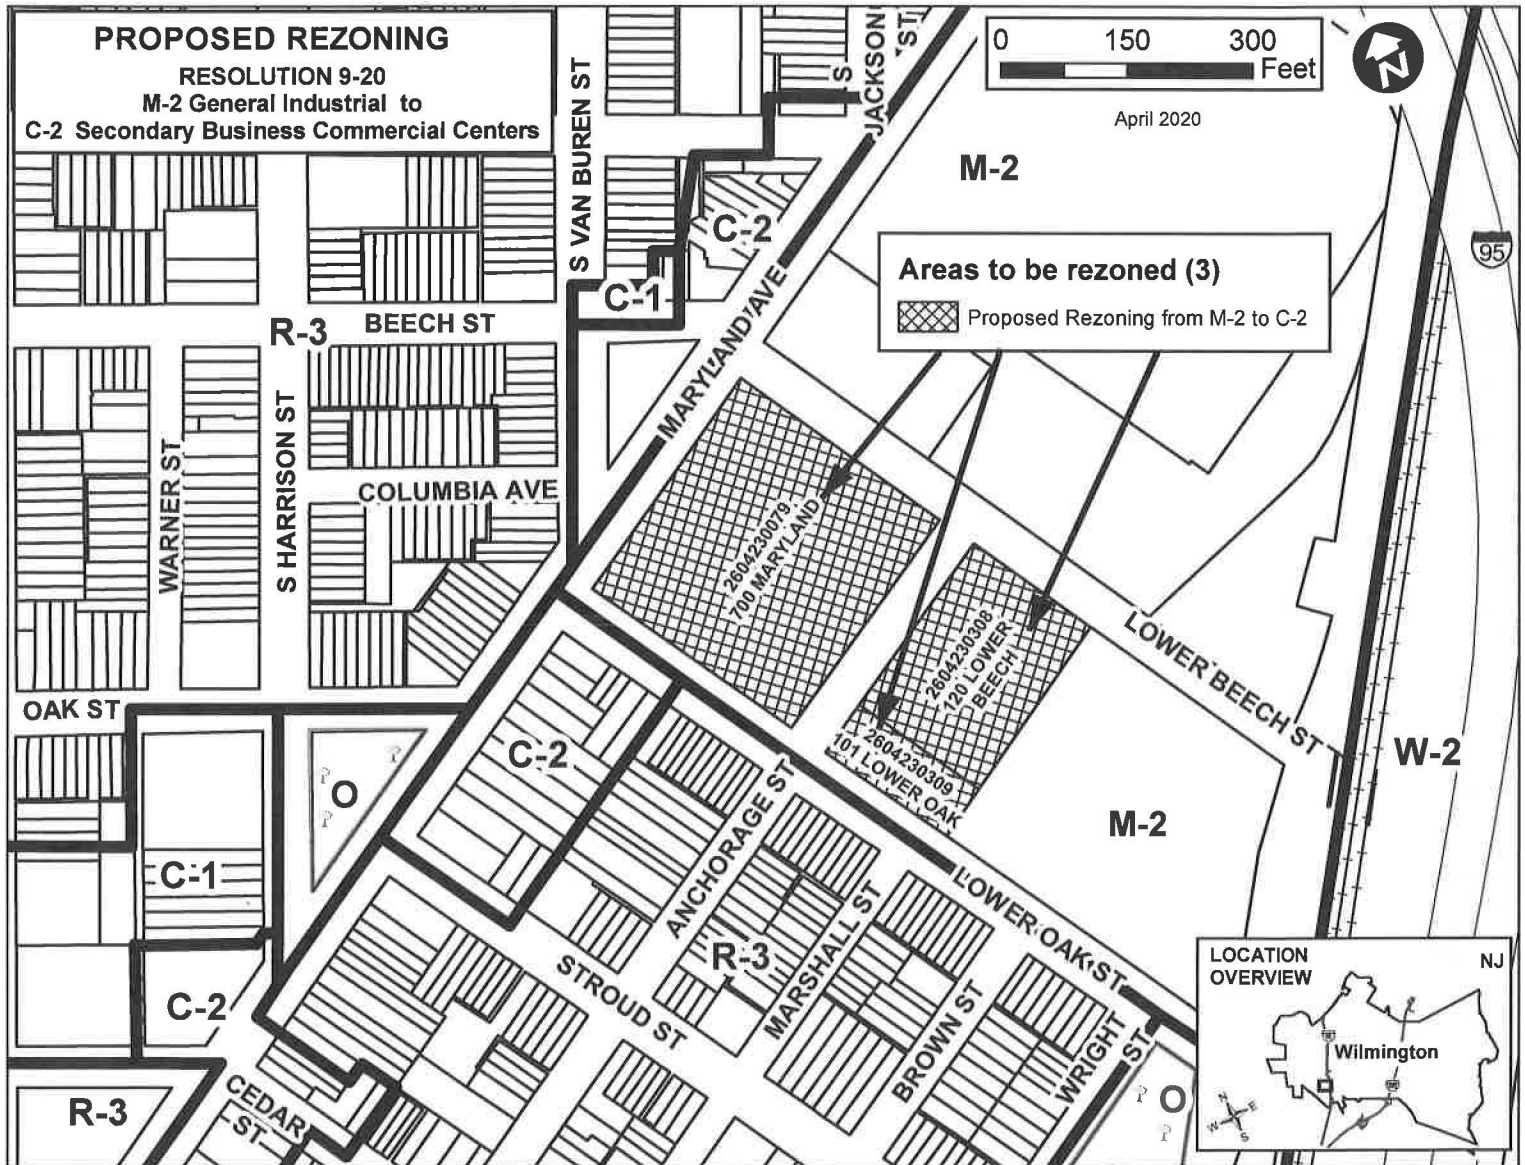 PROPOSED REZONING
RESOLUTION 9-20
M-2 General Industrial to
C-2 Secondary Business Commercial Centers
0 150 300
Feet
N
April 2020
S JACKSON ST
S VAN BUREN ST
M-2
C-2
C-1
95
Areas to be rezoned (3)
Proposed Rezoning from M-2 to C-2
R-3
BEECH ST
MARYLAND AVE
WARNER ST
S HARRISON ST
COLUMBIA AVE
2604230079
700 MARYLAND
2604230308
120 LOWER
BEECH
2604230309
101 LOWER OAK
LOWER BEECH ST
W-2
OAK ST
C-2
O
M-2
C-1
ANCHORAGE ST
MARSHALL ST
LOWER OAK ST
R-3
STROUD ST
BROWN ST
WRIGHT ST
C-2
R-3
CEDAR
ST
O
LOCATION
OVERVIEW
NJ
Wilmington
N
W E
S